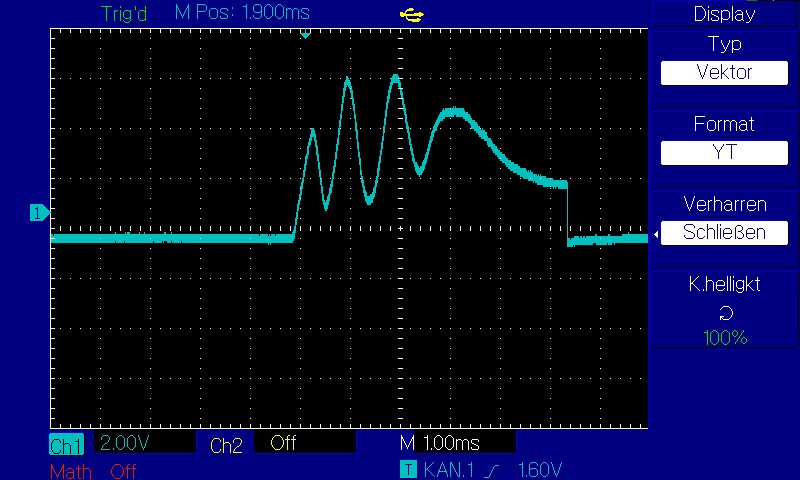 Trig'd M Pos: 1.900ms
Display
Typ
Vektor
Format
YT
Verharren
Schließen
K.helligkt
100%
1
Ch1 2.00V Ch2 Off M 1.00ms
Math Off T KAN.1 1.60V